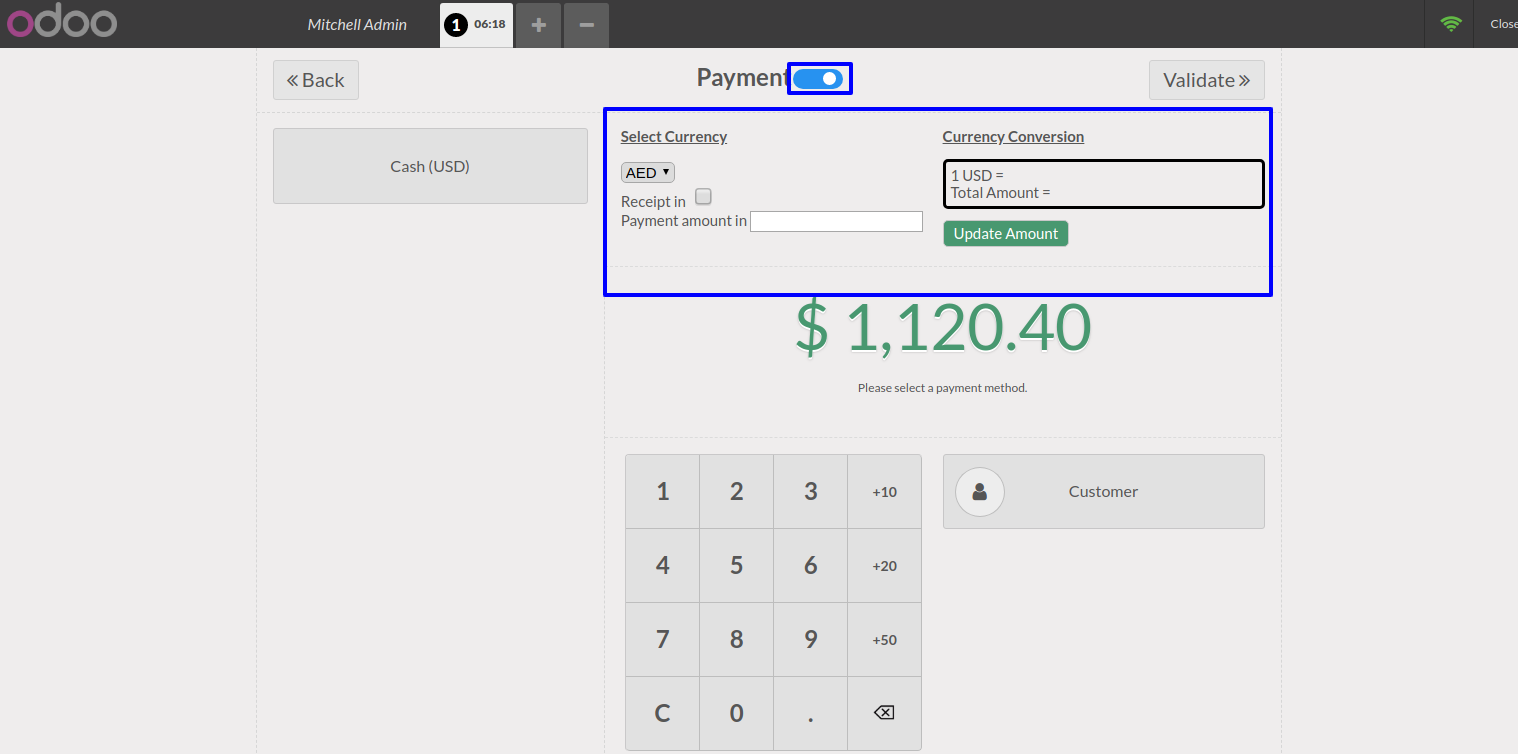 odoo
Mitchell Admin
1 06:18
Close
Back
Payment
Validate
Cash (USD)
Select Currency
AED
Receipt in
Payment amount in
Currency Conversion
1 USD =
Total Amount =
Update Amount
$ 1,120.40
Please select a payment method.
1 2 3 +10
4 5 6 +20
7 8 9 +50
C 0 .
Customer